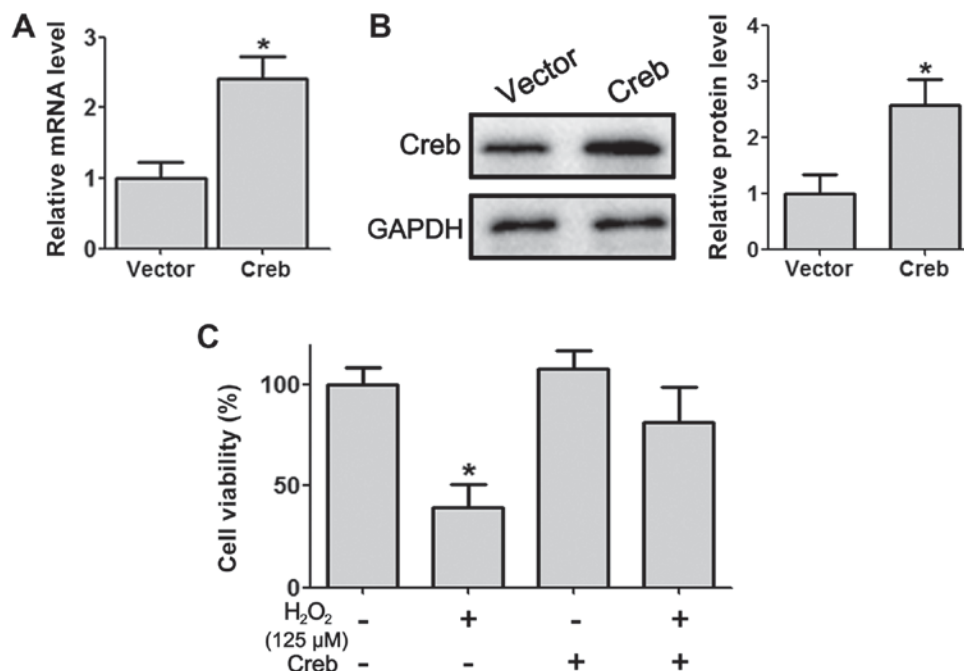 A
Relative mRNA level
3
2
1
0
*
Vector Creb
B
Vector Creb
Creb
GAPDH
Relative protein level
4
3
2
1
0
*
Vector Creb
C
Cell viability (%)
100
50
0
*
H₂O₂ - + - +
(125 µM)
Creb - - + +